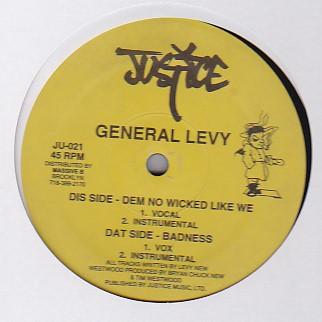 JUSTICE
GENERAL LEVY
JU-021
45 RPM
DISTRIBUTED BY
MASSIVE B
BROOKLYN
718-398-2170
DIS SIDE - DEM NO WICKED LIKE WE
1. VOCAL
2. INSTRUMENTAL
DAT SIDE - BADNESS
1. VOX
2. INSTRUMENTAL
ALL TRACKS WRITTEN BY LEVY NEW
WESTWOOD PRODUCED BY BRYAN CHUCK NEW
& TIM WESTWOOD
PUBLISHED BY JUSTICE MUSIC, LTD.